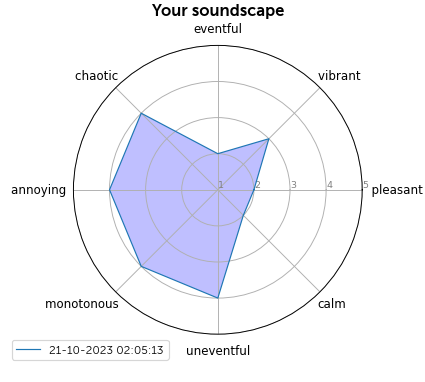 Your soundscape
eventful
chaotic
vibrant
annoying
1
2
3
4
5
pleasant
monotonous
calm
21-10-2023 02:05:13
uneventful